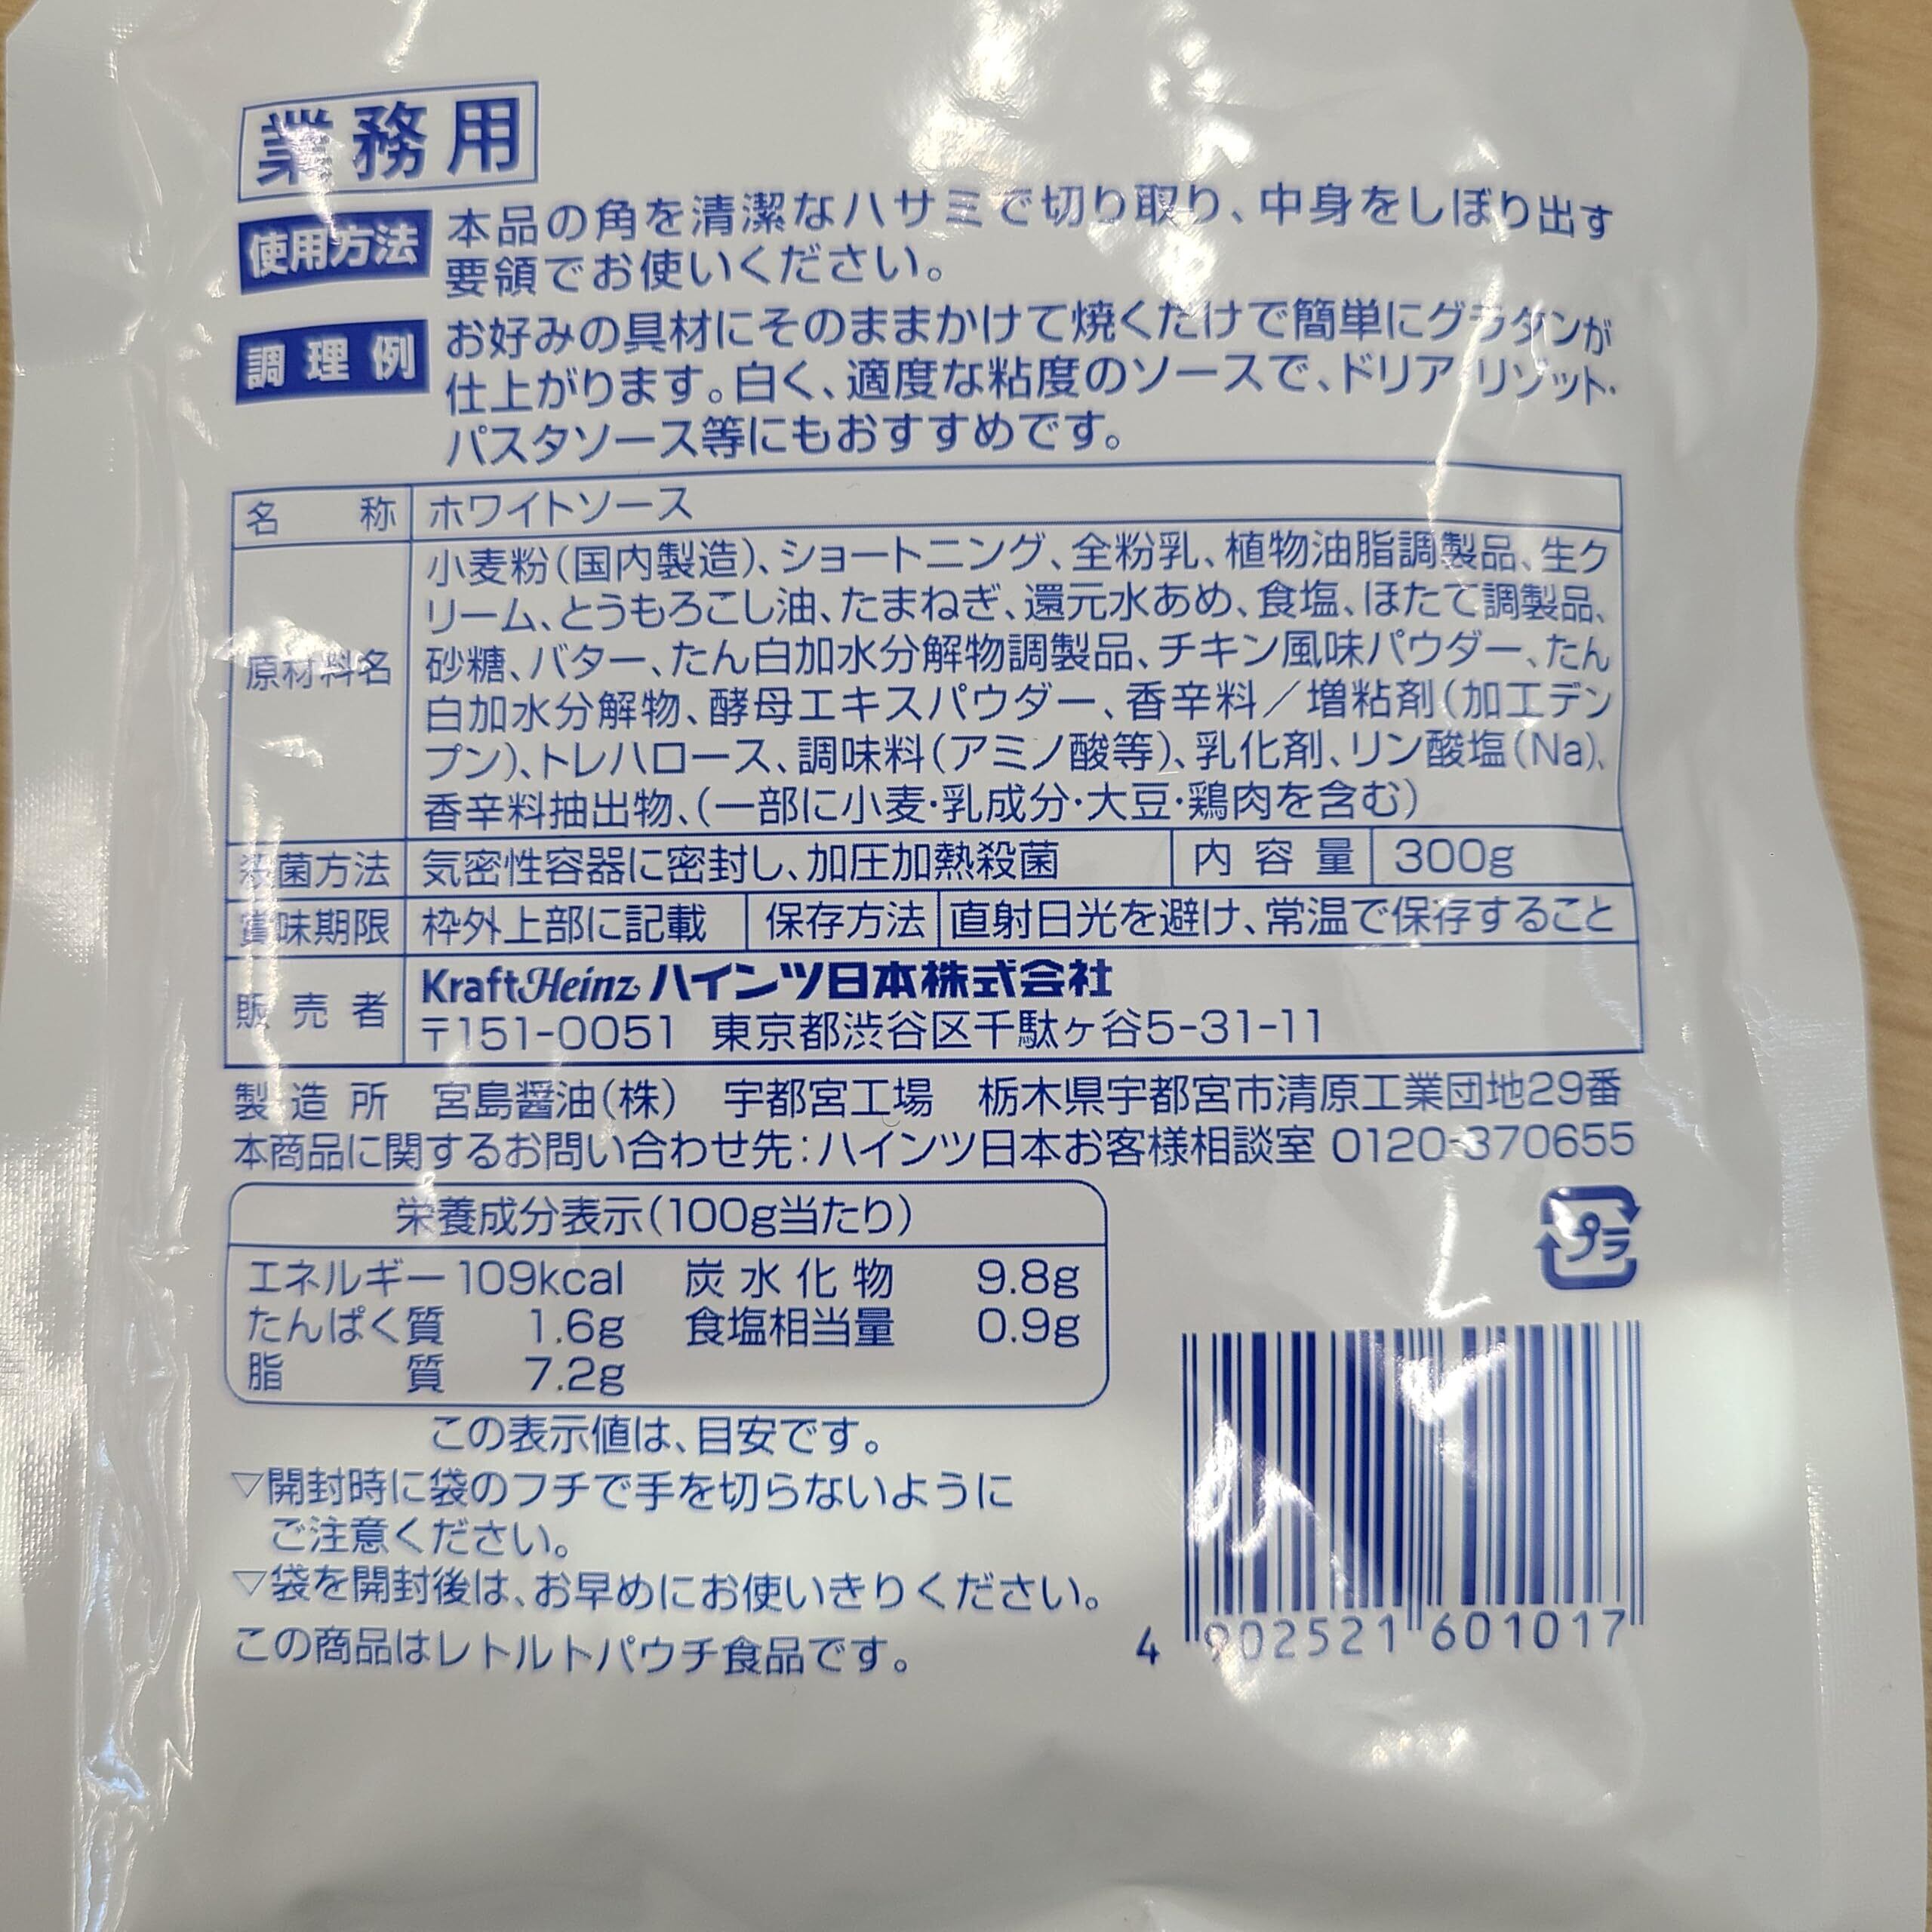 業務用
使用方法 本品の角を清潔なハサミで切り取り、中身をしぼり出す
要領でお使いください。
調理例 お好みの具材にそのままかけて焼くだけで簡単にグラタンが
仕上がります。白く、適度な粘度のソースで、ドリア リゾット・
パスタソース等にもおすすめです。
名称 ホワイトソース
原材料名 小麦粉(国内製造)、ショートニング、全粉乳、植物油脂調製品、生ク
リーム、とうもろこし油、たまねぎ、還元水あめ、食塩、ほたて調製品、
砂糖、バター、たん白加水分解物調製品、チキン風味パウダー、たん
白加水分解物、酵母エキスパウダー、香辛料/増粘剤(加工デン
プン)、トレハロース、調味料(アミノ酸等)、乳化剤、リン酸塩(Na)、
香辛料抽出物、(一部に小麦・乳成分・大豆・鶏肉を含む)
殺菌方法 気密性容器に密封し、加圧加熱殺菌 内容量 300g
賞味期限 枠外上部に記載 保存方法 直射日光を避け、常温で保存すること
販売者 KraftHeinz ハインツ日本株式会社
〒151-0051 東京都渋谷区千駄ヶ谷5-31-11
製造所 宮島醤油(株) 宇都宮工場 栃木県宇都宮市清原工業団地29番
本商品に関するお問い合わせ先:ハインツ日本お客様相談室 0120-370655
栄養成分表示(100g当たり)
エネルギー 109kcal 炭水化物 9.8g
たんぱく質 1.6g 食塩相当量 0.9g
脂質 7.2g
プラ
この表示値は、目安です。
▽開封時に袋のフチで手を切らないように
ご注意ください。
▽袋を開封後は、お早めにお使いきりください。
この商品はレトルトパウチ食品です。
4 902521 601017